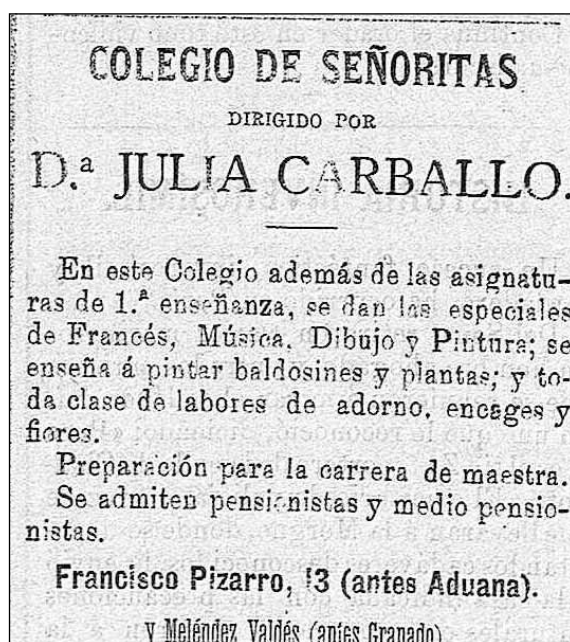 COLEGIO DE SEÑORITAS
DIRIGIDO POR
D.ª JULIA CARBALLO.
En este Colegio además de las asignatu-
ras de 1.ª enseñanza, se dan las especiales
de Francés, Música. Dibujo y Pintura; se
enseña á pintar baldosines y plantas; y to-
da clase de labores de adorno, encages y
flores.
Preparación para la carrera de maestra.
Se admiten pensionistas y medio pensio-
nistas.
Francisco Pizarro, 13 (antes Aduana).
y Meléndez Valdés (antes Granado)